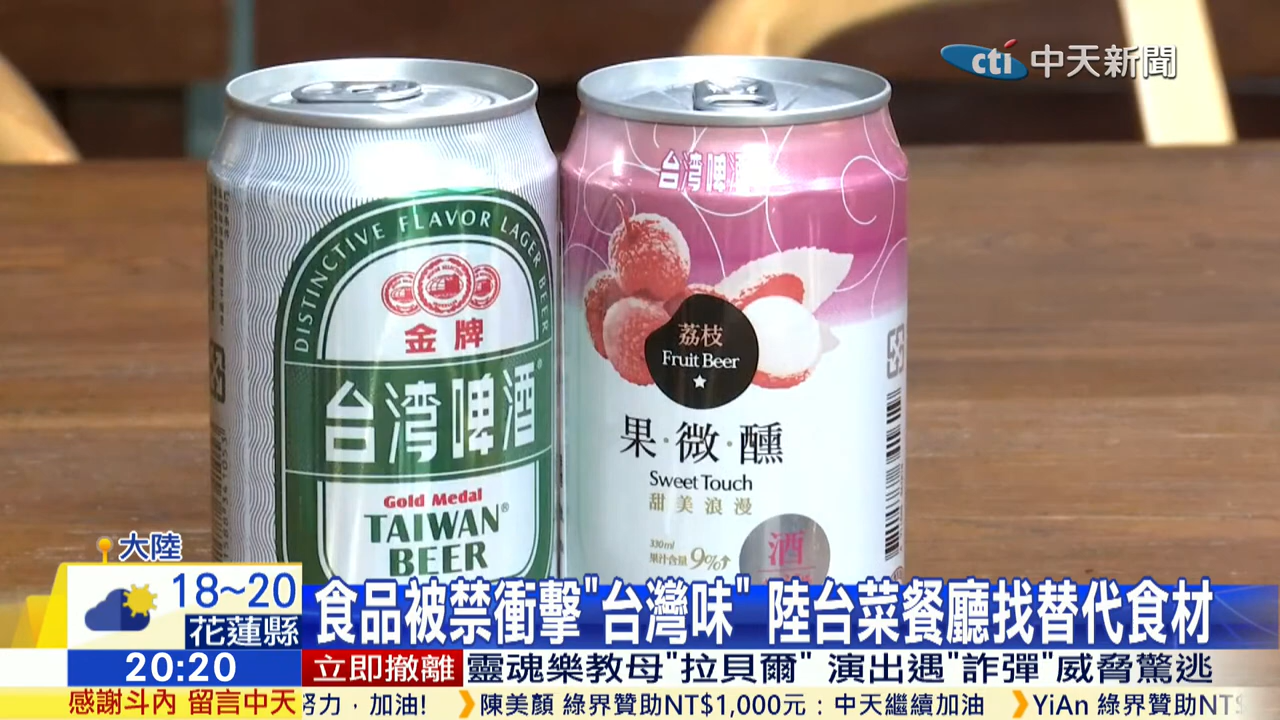 cti 中天新聞
DISTINCTIVE FLAVOR LAGER BEER
金牌
台湾啤酒®
Gold Medal
TAIWAN®
BEER
台湾啤酒
荔枝
Fruit Beer
果·微·醺
Sweet Touch
甜美浪漫
330ml
果汁含量9%↑
酒
大陸
18~20
花蓮縣
20:20
食品被禁衝擊"台灣味" 陸台菜餐廳找替代食材
立即撤離 靈魂樂教母"拉貝爾" 演出遇"詐彈"威脅驚逃
感謝斗內 留言中天 努力，加油! 陳美顏 綠界贊助NT$1,000元：中天繼續加油 YiAn 綠界贊助NT$